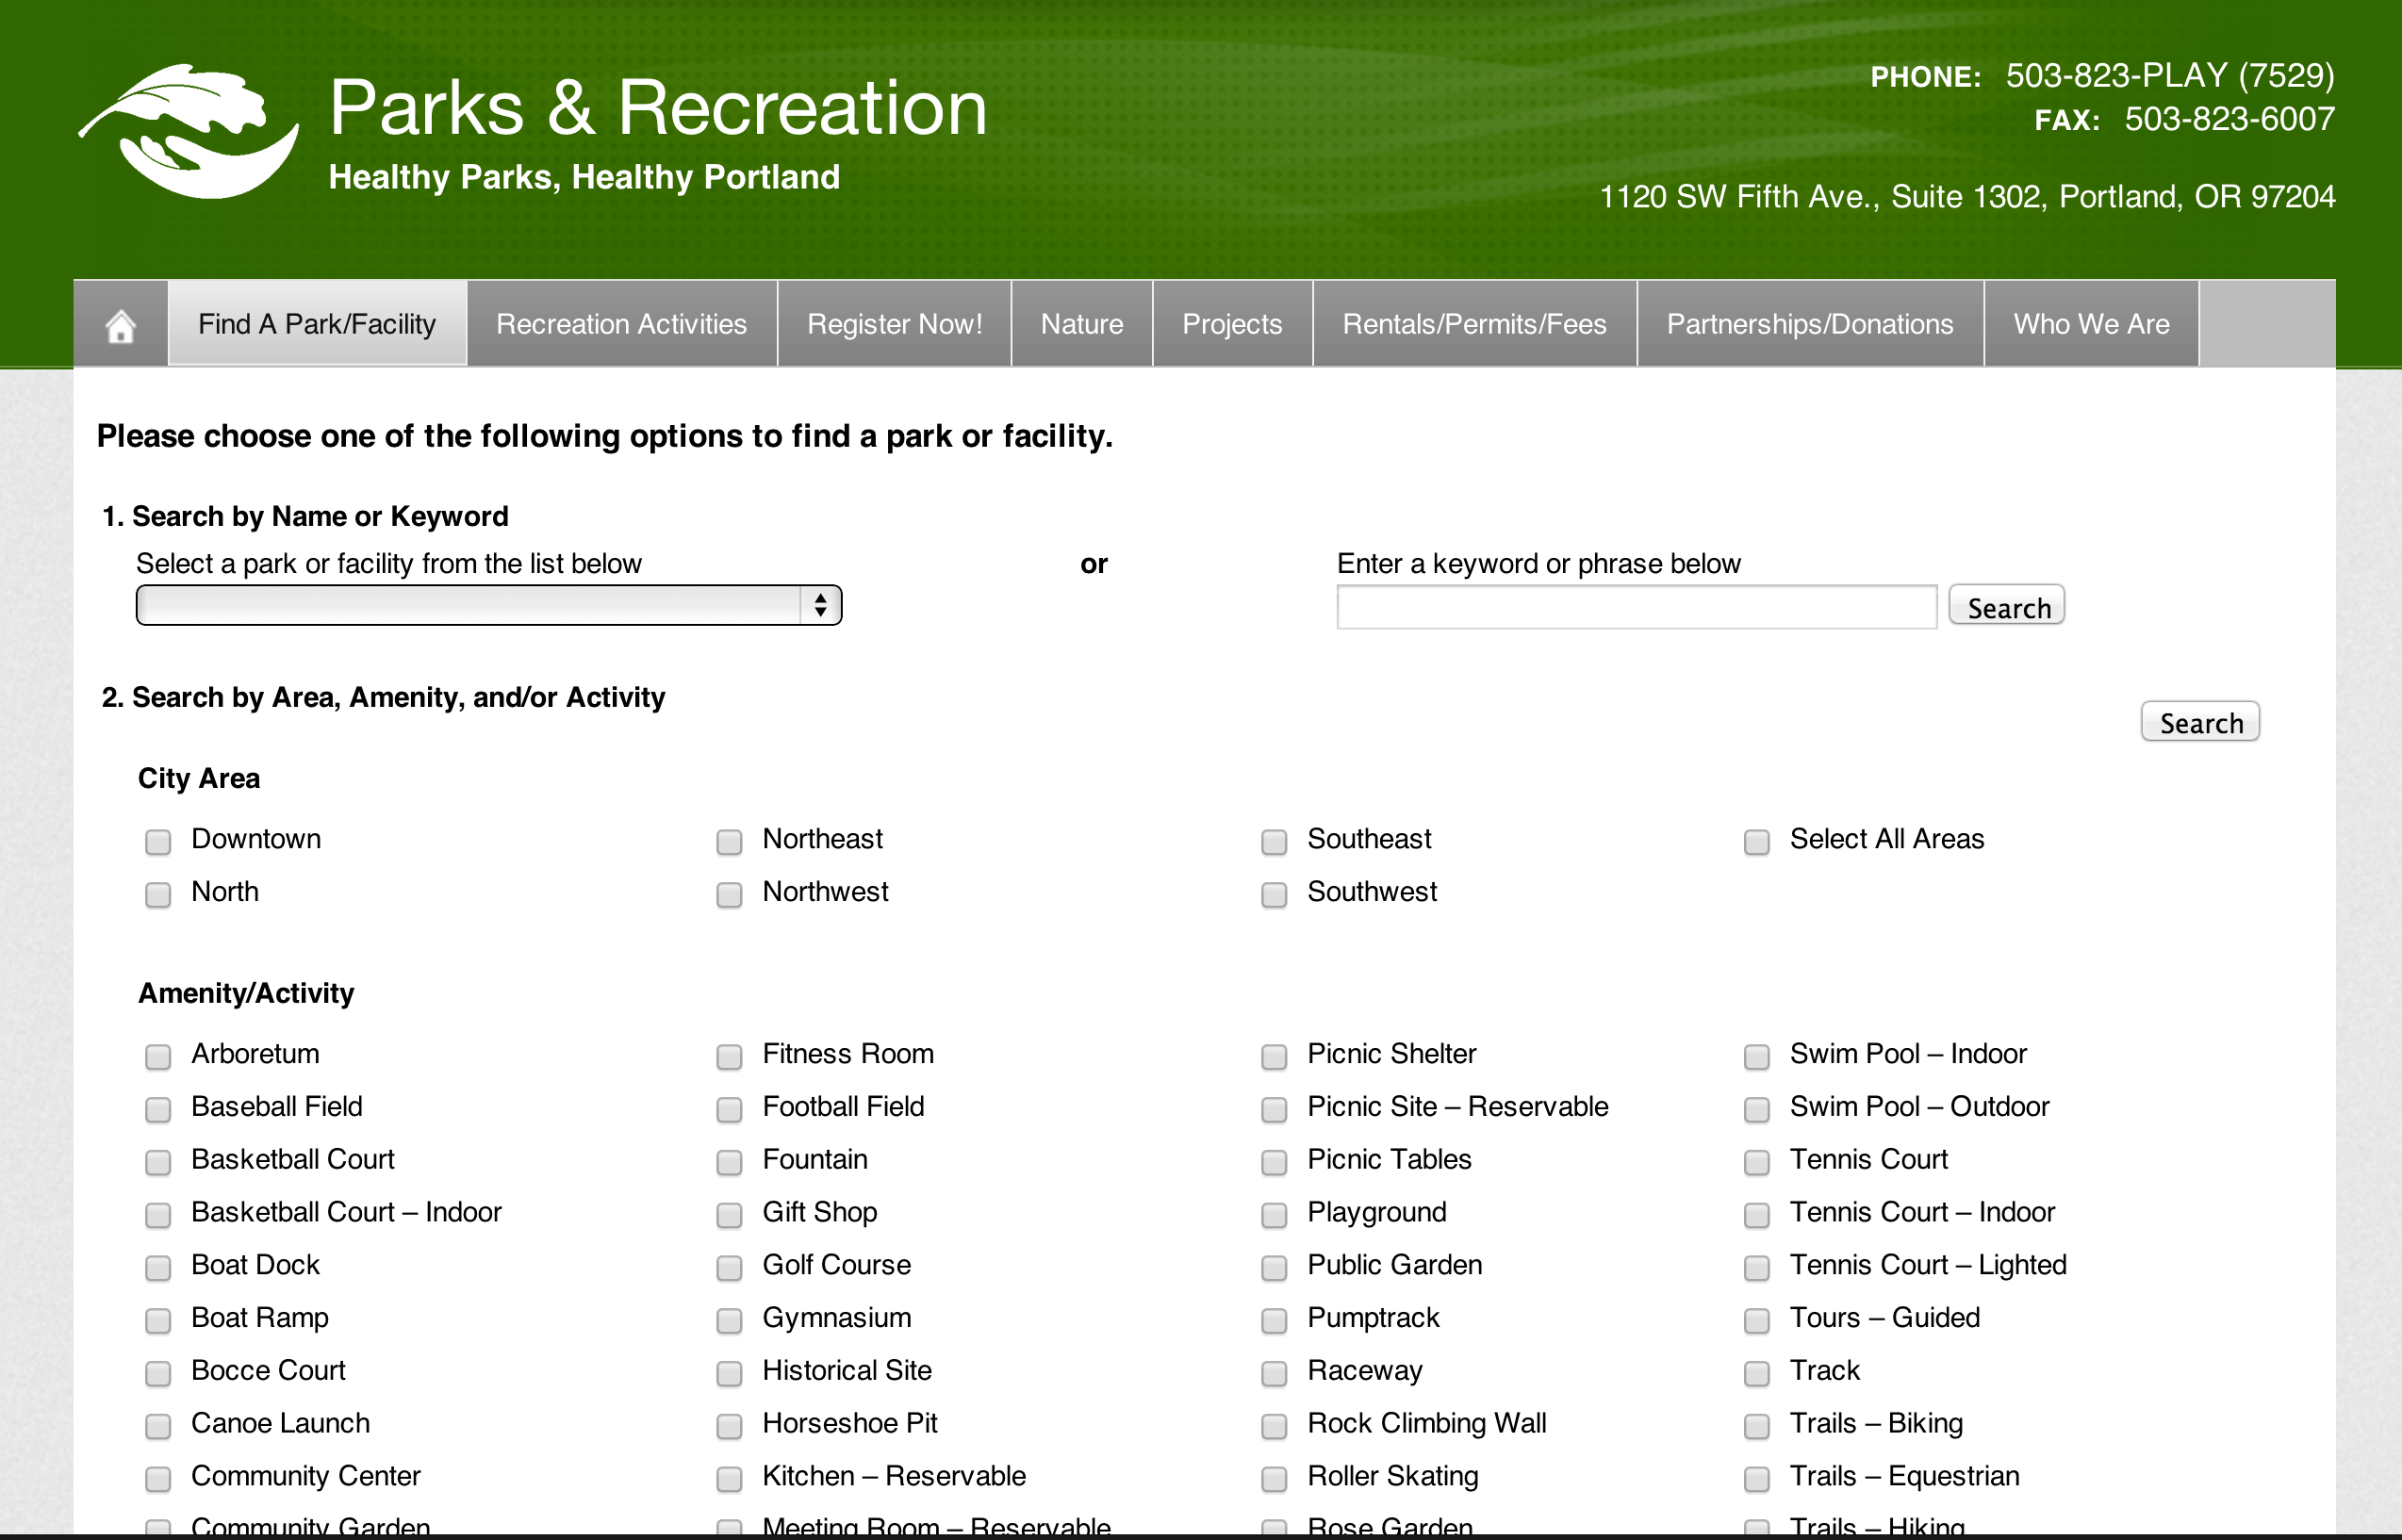 Parks & Recreation
Healthy Parks, Healthy Portland
PHONE: 503-823-PLAY (7529)
FAX: 503-823-6007
1120 SW Fifth Ave., Suite 1302, Portland, OR 97204
Find A Park/Facility Recreation Activities Register Now! Nature Projects Rentals/Permits/Fees Partnerships/Donations Who We Are
Please choose one of the following options to find a park or facility.
1. Search by Name or Keyword
Select a park or facility from the list below or Enter a keyword or phrase below
Search
2. Search by Area, Amenity, and/or Activity
Search
City Area
Downtown Northeast Southeast Select All Areas
North Northwest Southwest
Amenity/Activity
Arboretum Fitness Room Picnic Shelter Swim Pool – Indoor
Baseball Field Football Field Picnic Site – Reservable Swim Pool – Outdoor
Basketball Court Fountain Picnic Tables Tennis Court
Basketball Court – Indoor Gift Shop Playground Tennis Court – Indoor
Boat Dock Golf Course Public Garden Tennis Court – Lighted
Boat Ramp Gymnasium Pumptrack Tours – Guided
Bocce Court Historical Site Raceway Track
Canoe Launch Horseshoe Pit Rock Climbing Wall Trails – Biking
Community Center Kitchen – Reservable Roller Skating Trails – Equestrian
Community Garden Meeting Room – Reservable Rose Garden Trails – Hiking